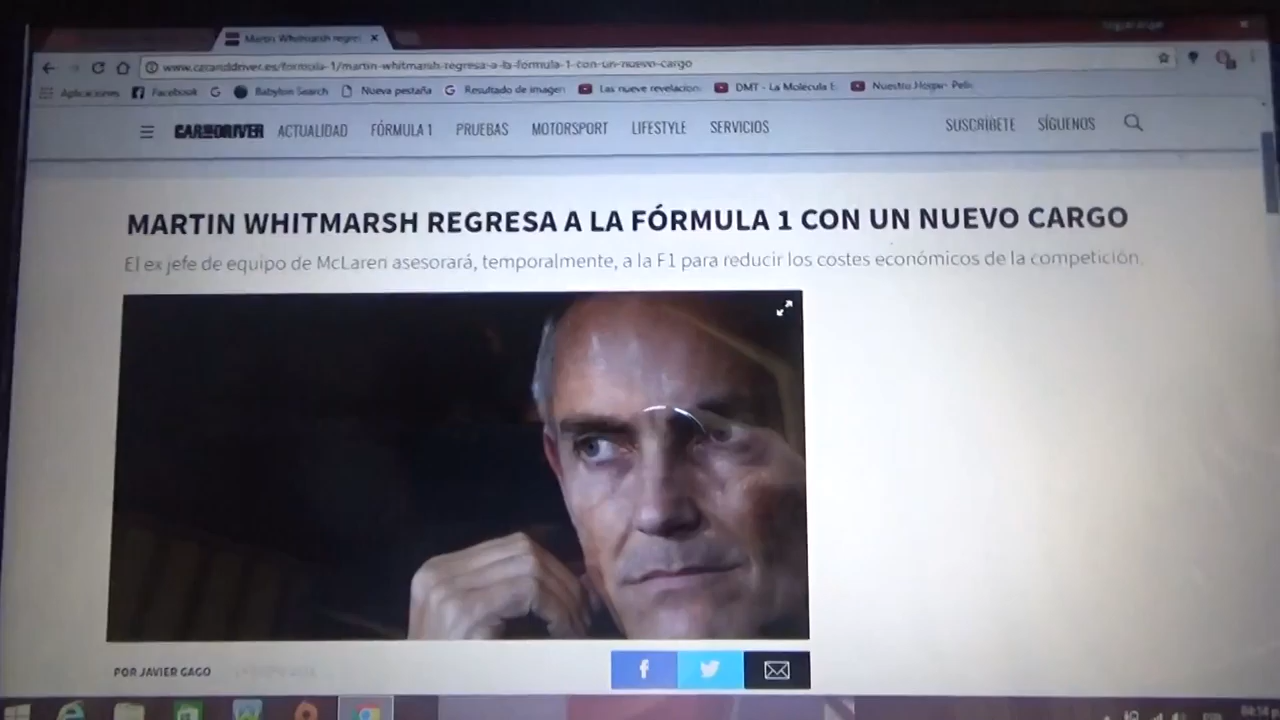 Martin Whitmarsh regre
www.caranddriver.es/formula-1/martin-whitmarsh-regresa-a-la-formula-1-con-un-nuevo-cargo
Aplicaciones Facebook Babylon Search Nueva pestaña Resultado de imagen Las nueve revelacion DMT - La Molécula E Nuestro Hogar- Pelíc
CAR AND DRIVER ACTUALIDAD FÓRMULA 1 PRUEBAS MOTORSPORT LIFESTYLE SERVICIOS SUSCRÍBETE SÍGUENOS
MARTIN WHITMARSH REGRESA A LA FÓRMULA 1 CON UN NUEVO CARGO
El ex jefe de equipo de McLaren asesorará, temporalmente, a la F1 para reducir los costes económicos de la competición.
POR JAVIER GAGO